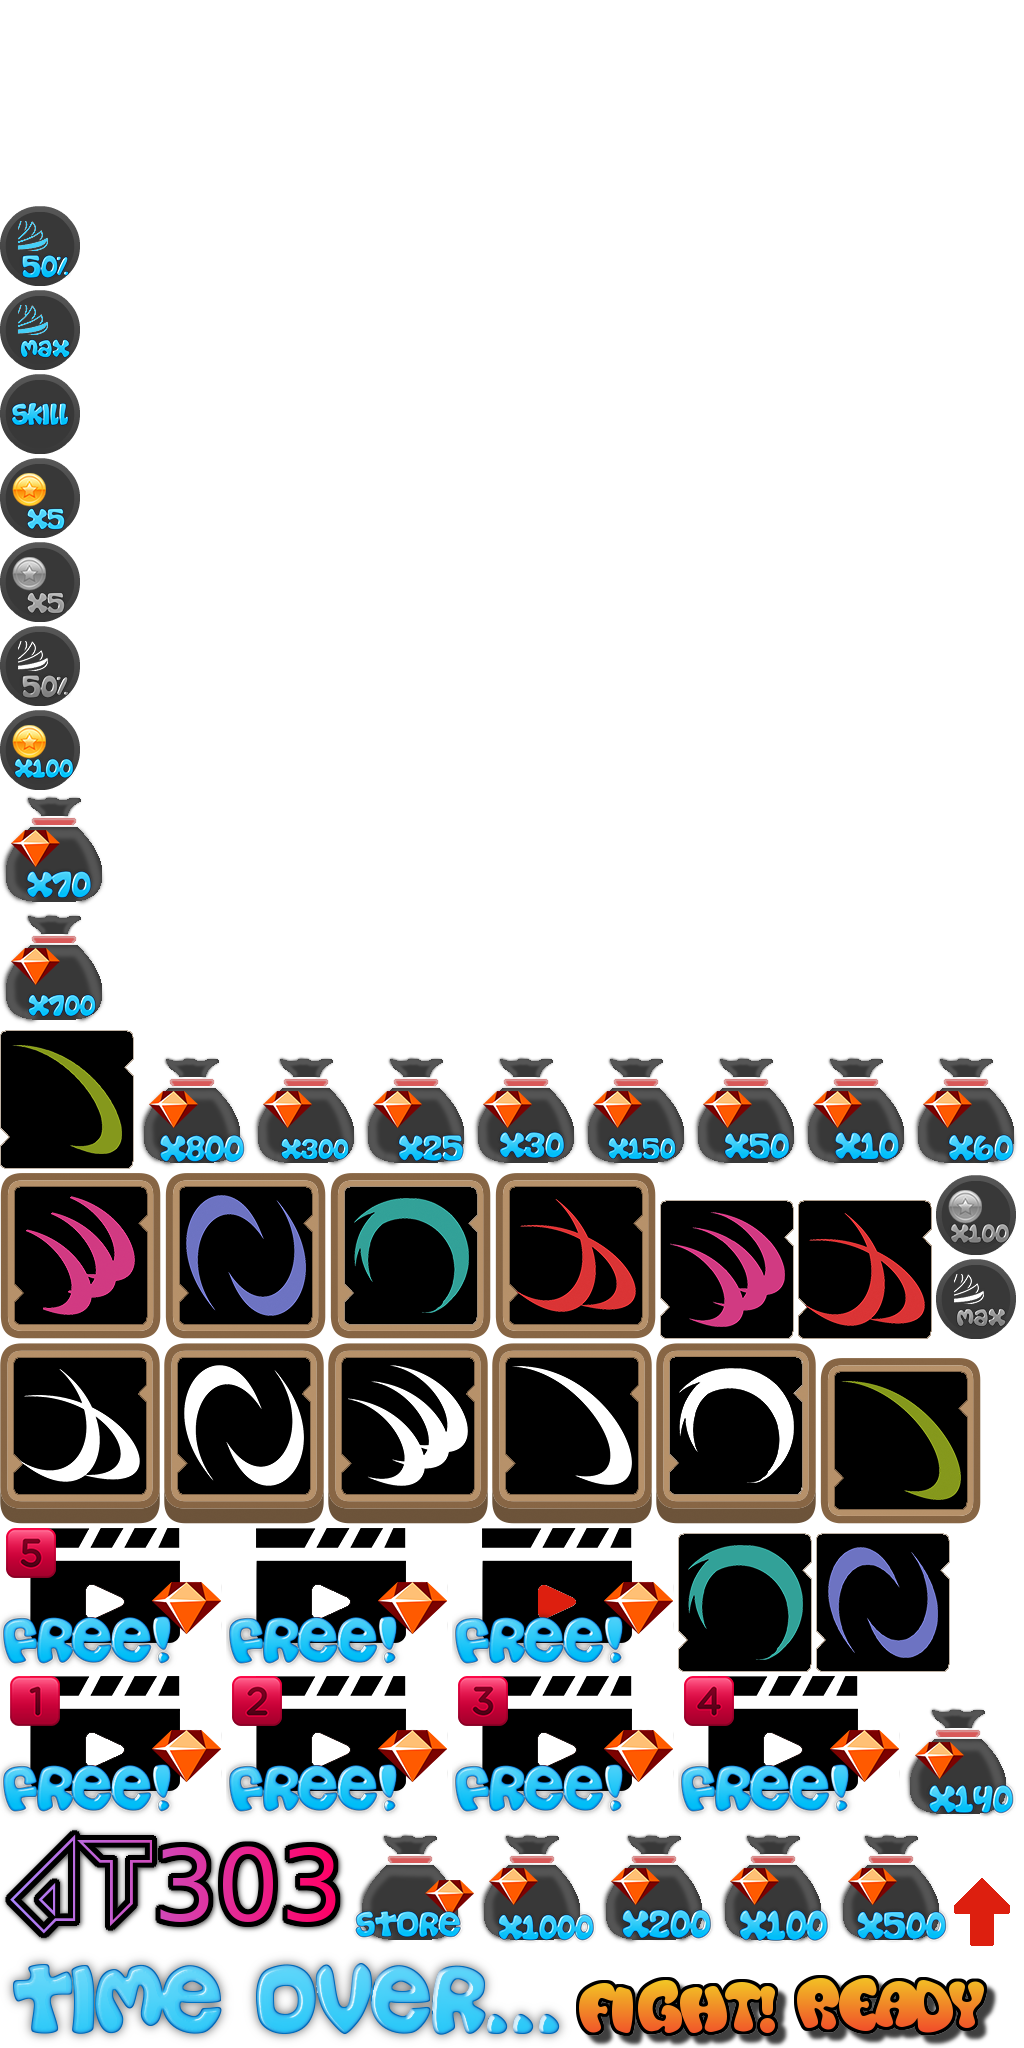 50%
max
SKILL
X5
X5
50%
X100
X70
X700
X800 X300 X25 X30 X150 X50 X10 X60
X100
max
5 FREE! FREE! FREE!
1 FREE! 2 FREE! 3 FREE! 4 FREE! X140
AT303 STORE X1000 X200 X100 X500
TIME OVER... FIGHT! READY